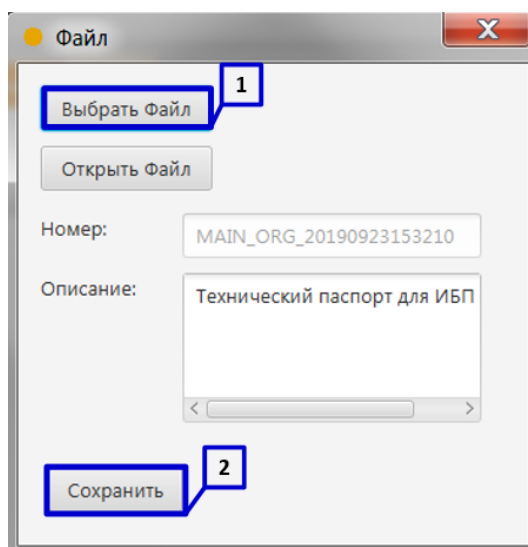 Файл
1
Выбрать Файл
Открыть Файл
Номер: MAIN_ORG_20190923153210
Описание: Технический паспорт для ИБП
2
Сохранить